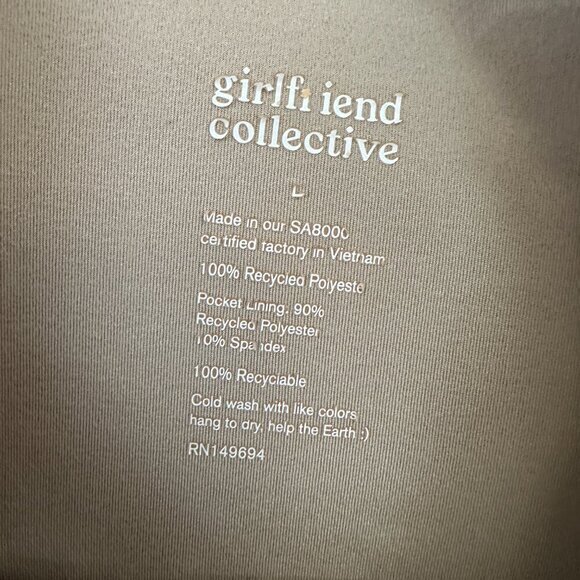 girlfriend
collective
L
Made in our SA8000
certified factory in Vietnam
100% Recycled Polyester
Pocket Lining: 90%
Recycled Polyester
10% Spandex
100% Recyclable
Cold wash with like colors,
hang to dry, help the Earth :)
RN149694